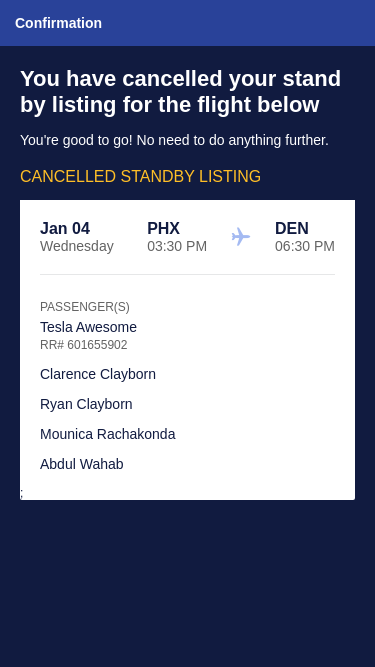 Confirmation
You have cancelled your stand
by listing for the flight below
You're good to go! No need to do anything further.
CANCELLED STANDBY LISTING
Jan 04 PHX DEN
Wednesday 03:30 PM 06:30 PM
PASSENGER(S)
Tesla Awesome
RR# 601655902
Clarence Clayborn
Ryan Clayborn
Mounica Rachakonda
Abdul Wahab
;